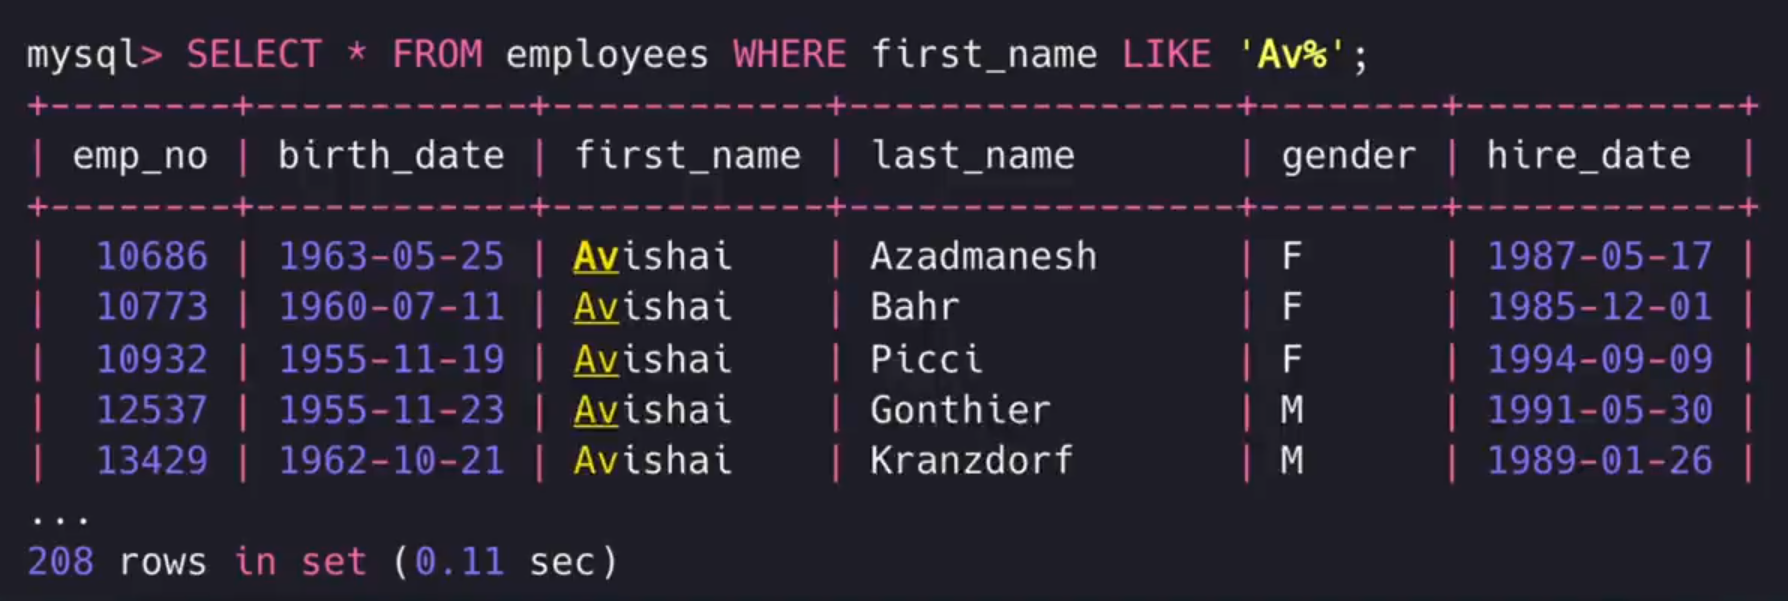 mysql> SELECT * FROM employees WHERE first_name LIKE 'Av%';
+--------+------------+------------+-----------------+--------+------------+
| emp_no | birth_date | first_name | last_name       | gender | hire_date  |
+--------+------------+------------+-----------------+--------+------------+
|  10686 | 1963-05-25 | Avishai    | Azadmanesh      | F      | 1987-05-17 |
|  10773 | 1960-07-11 | Avishai    | Bahr            | F      | 1985-12-01 |
|  10932 | 1955-11-19 | Avishai    | Picci           | F      | 1994-09-09 |
|  12537 | 1955-11-23 | Avishai    | Gonthier        | M      | 1991-05-30 |
|  13429 | 1962-10-21 | Avishai    | Kranzdorf       | M      | 1989-01-26 |
...
208 rows in set (0.11 sec)